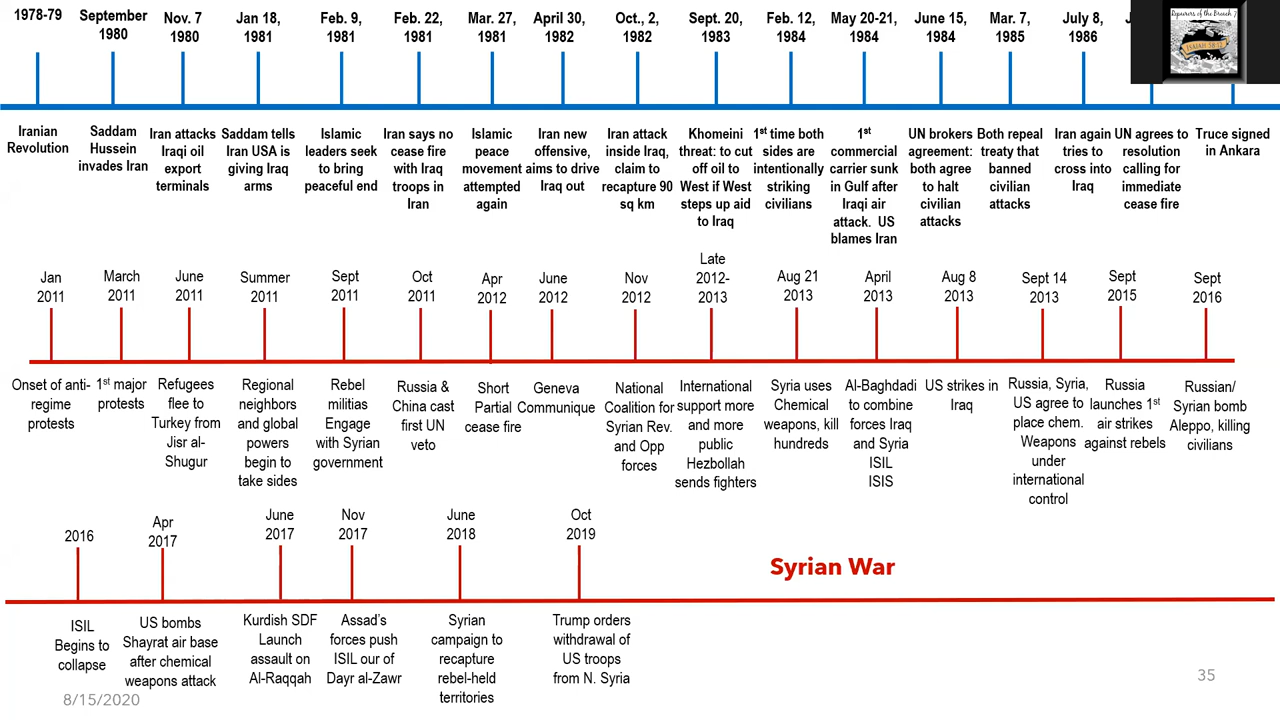 1978-79
September
1980
Nov. 7
1980
Jan 18,
1981
Feb. 9,
1981
Feb. 22,
1981
Mar. 27,
1981
April 30,
1982
Oct., 2,
1982
Sept. 20,
1983
Feb. 12,
1984
May 20-21,
1984
June 15,
1984
Mar. 7,
1985
July 8,
1986
Repairers of the Breach 7
ISAIAH 58:12
Iranian
Revolution
Saddam
Hussein
invades Iran
Iran attacks
Iraqi oil
export
terminals
Saddam tells
Iran USA is
giving Iraq
arms
Islamic
leaders seek
to bring
peaceful end
Iran says no
cease fire
with Iraq
troops in
Iran
Islamic
peace
movement
attempted
again
Iran new
offensive,
aims to drive
Iraq out
Iran attack
inside Iraq,
claim to
recapture 90
sq km
Khomeini
threat: to cut
off oil to
West if West
steps up aid
to Iraq
1st time both
sides are
intentionally
striking
civilians
1st
commercial
carrier sunk
in Gulf after
Iraqi air
attack. US
blames Iran
UN brokers
agreement:
both agree
to halt
civilian
attacks
Both repeal
treaty that
banned
civilian
attacks
Iran again
tries to
cross into
Iraq
UN agrees to
resolution
calling for
immediate
cease fire
Truce signed
in Ankara
Jan
2011
March
2011
June
2011
Summer
2011
Sept
2011
Oct
2011
Apr
2012
June
2012
Nov
2012
Late
2012-
2013
Aug 21
2013
April
2013
Aug 8
2013
Sept 14
2013
Sept
2015
Sept
2016
Onset of anti-
regime
protests
1st major
protests
Refugees
flee to
Turkey from
Jisr al-
Shugur
Regional
neighbors
and global
powers
begin to
take sides
Rebel
militias
Engage
with Syrian
government
Russia &
China cast
first UN
veto
Short
Partial
cease fire
Geneva
Communique
National
Coalition for
Syrian Rev.
and Opp
forces
International
support more
and more
public
Hezbollah
sends fighters
Syria uses
Chemical
weapons, kill
hundreds
Al-Baghdadi
to combine
forces Iraq
and Syria
ISIL
ISIS
US strikes in
Iraq
Russia, Syria,
US agree to
place chem.
Weapons
under
international
control
Russia
launches 1st
air strikes
against rebels
Russian/
Syrian bomb
Aleppo, killing
civilians
2016
Apr
2017
June
2017
Nov
2017
June
2018
Oct
2019
Syrian War
ISIL
Begins to
collapse
US bombs
Shayrat air base
after chemical
weapons attack
Kurdish SDF
Launch
assault on
Al-Raqqah
Assad's
forces push
ISIL our of
Dayr al-Zawr
Syrian
campaign to
recapture
rebel-held
territories
Trump orders
withdrawal of
US troops
from N. Syria
8/15/2020
35